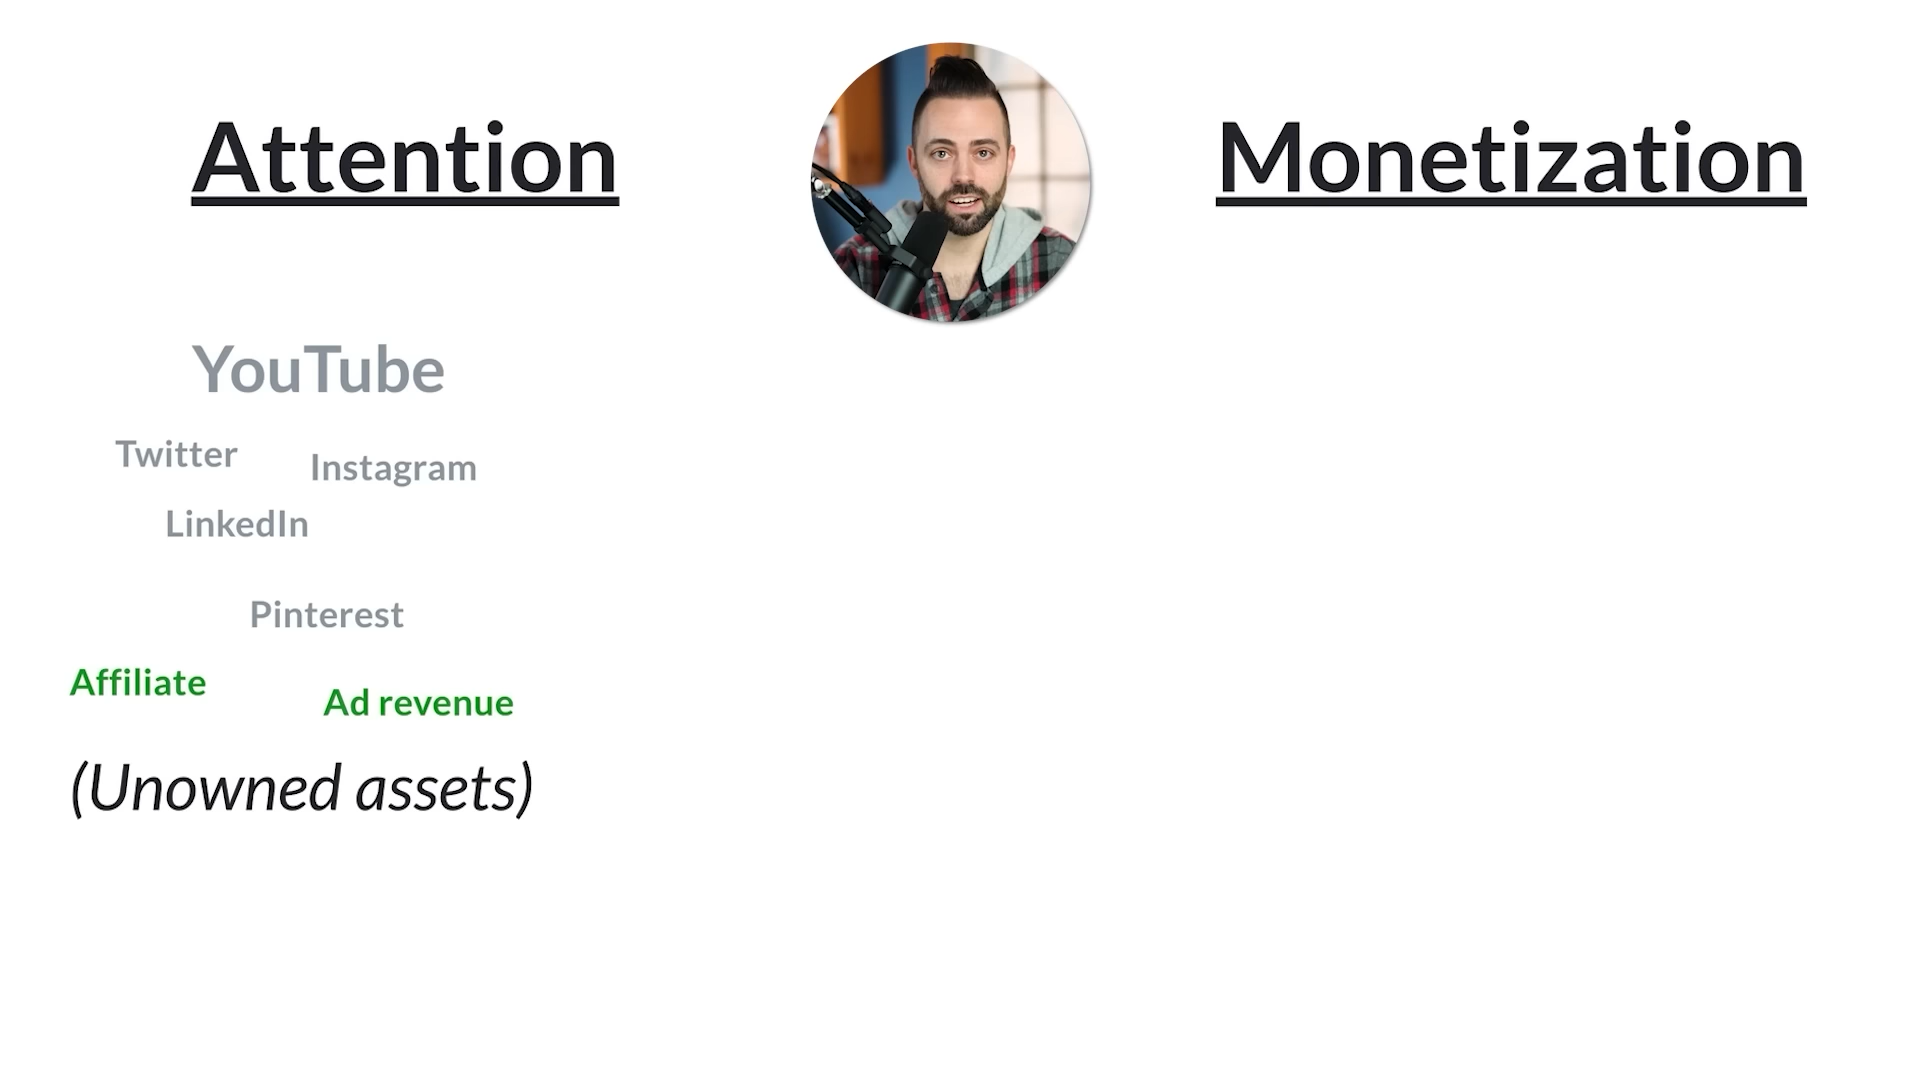 Attention
Monetization
YouTube
Twitter
Instagram
LinkedIn
Pinterest
Affiliate
Ad revenue
(Unowned assets)